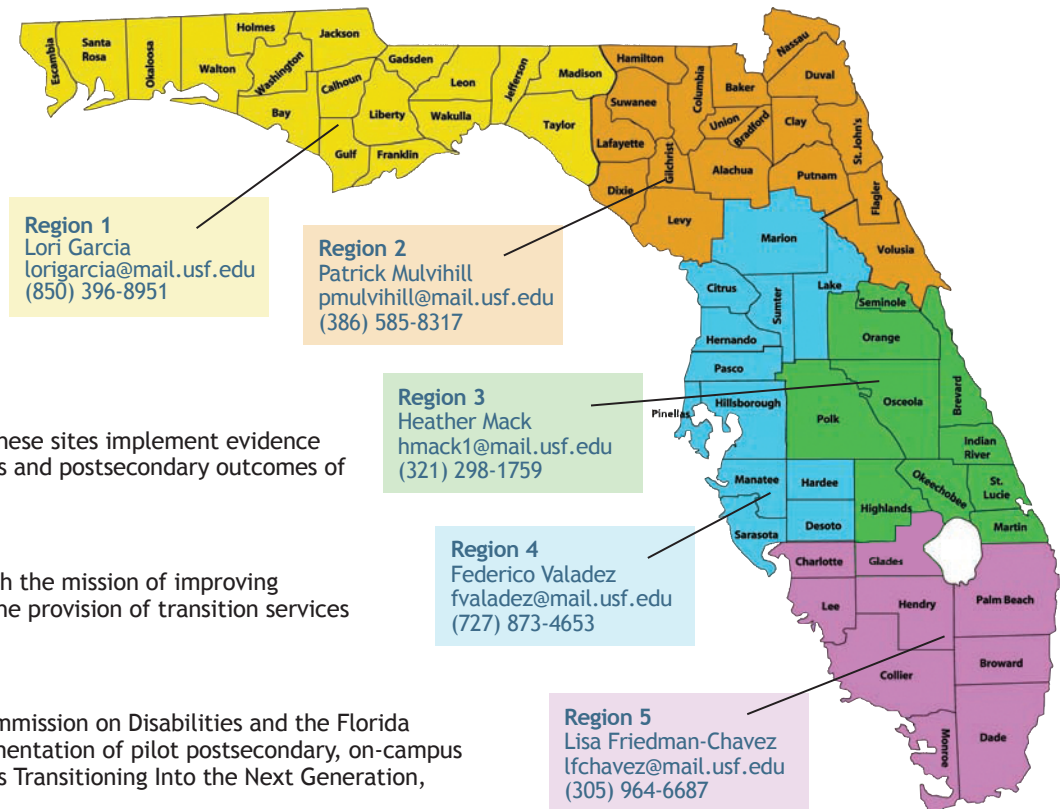 Escambia
Santa
Rosa
Okaloosa
Walton
Holmes
Washington
Jackson
Bay
Calhoun
Gulf
Liberty
Franklin
Gadsden
Leon
Wakulla
Jefferson
Madison
Taylor
Hamilton
Suwanee
Lafayette
Dixie
Gilchrist
Columbia
Baker
Union
Bradford
Alachua
Levy
Nassau
Duval
Clay
St. John's
Putnam
Flagler
Volusia
Marion
Citrus
Sumter
Lake
Hernando
Pasco
Pinellas
Hillsborough
Manatee
Hardee
Sarasota
Desoto
Seminole
Orange
Osceola
Brevard
Polk
Indian
River
Okeechobee
St.
Lucie
Highlands
Martin
Charlotte
Glades
Lee
Hendry
Palm Beach
Collier
Broward
Monroe
Dade
Region 1
Lori Garcia
lorigarcia@mail.usf.edu
(850) 396-8951
Region 2
Patrick Mulvihill
pmulvihill@mail.usf.edu
(386) 585-8317
Region 3
Heather Mack
hmack1@mail.usf.edu
(321) 298-1759
Region 4
Federico Valadez
fvaladez@mail.usf.edu
(727) 873-4653
Region 5
Lisa Friedman-Chavez
lfchavez@mail.usf.edu
(305) 964-6687
hese sites implement evidence
s and postsecondary outcomes of
h the mission of improving
he provision of transition services
mmission on Disabilities and the Florida
mentation of pilot postsecondary, on-campus
s Transitioning Into the Next Generation,